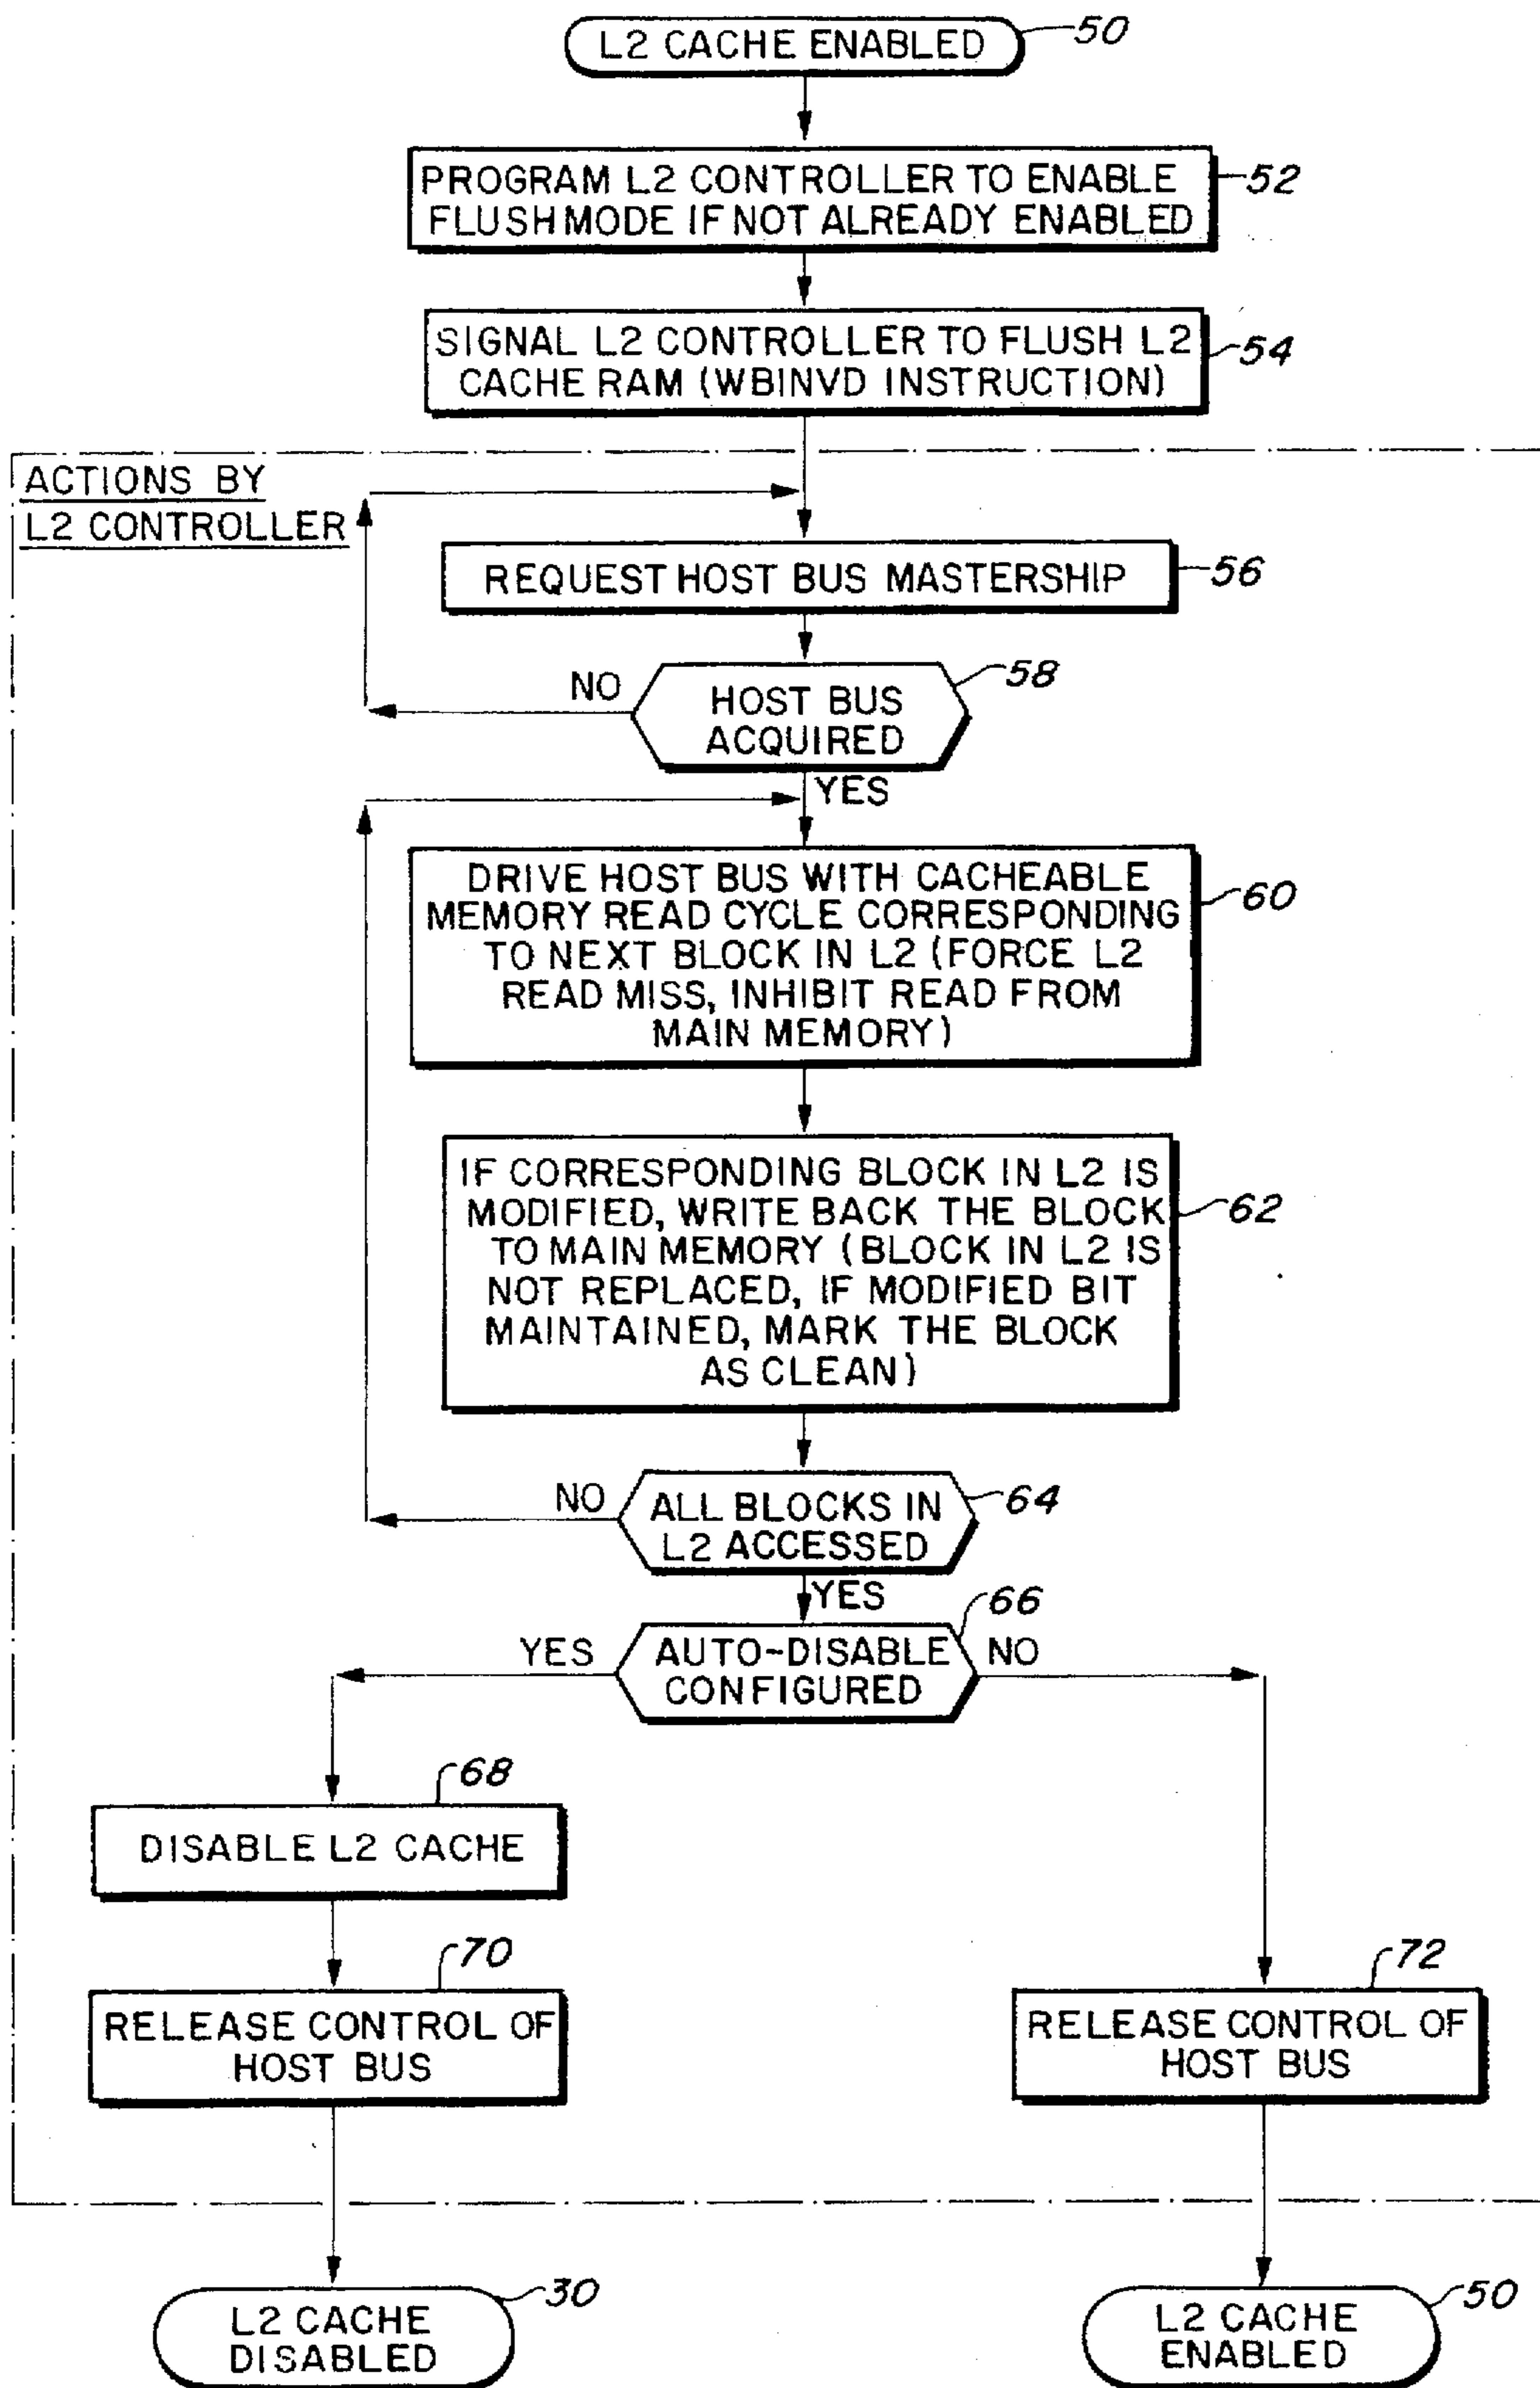 L2 CACHE ENABLED
50
PROGRAM L2 CONTROLLER TO ENABLE
FLUSH MODE IF NOT ALREADY ENABLED
52
SIGNAL L2 CONTROLLER TO FLUSH L2
CACHE RAM (WBINVD INSTRUCTION)
54
ACTIONS BY
L2 CONTROLLER
REQUEST HOST BUS MASTERSHIP
56
HOST BUS
ACQUIRED
58
NO
YES
DRIVE HOST BUS WITH CACHEABLE
MEMORY READ CYCLE CORRESPONDING
TO NEXT BLOCK IN L2 (FORCE L2
READ MISS, INHIBIT READ FROM
MAIN MEMORY)
60
IF CORRESPONDING BLOCK IN L2 IS
MODIFIED, WRITE BACK THE BLOCK
TO MAIN MEMORY (BLOCK IN L2 IS
NOT REPLACED, IF MODIFIED BIT
MAINTAINED, MARK THE BLOCK
AS CLEAN)
62
NO
ALL BLOCKS IN
L2 ACCESSED
64
YES
66
YES
AUTO-DISABLE
CONFIGURED
NO
68
DISABLE L2 CACHE
70
RELEASE CONTROL OF
HOST BUS
72
RELEASE CONTROL OF
HOST BUS
30
L2 CACHE
DISABLED
50
L2 CACHE
ENABLED